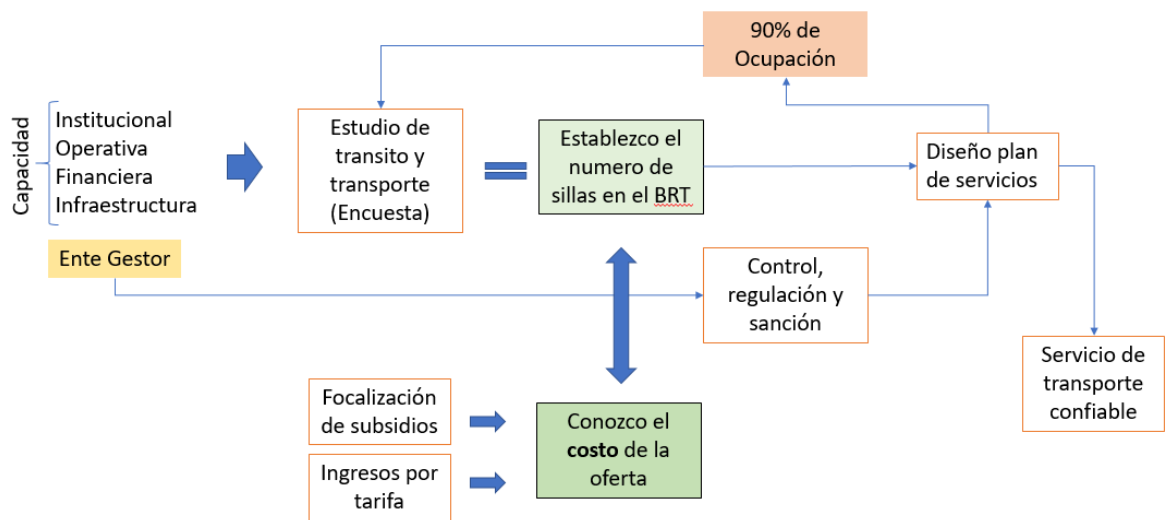 90% de
Ocupación
Capacidad
Institucional
Operativa
Financiera
Infraestructura
Estudio de
transito y
transporte
(Encuesta)
Establezco el
numero de
sillas en el BRT
Diseño plan
de servicios
Ente Gestor
Control,
regulación y
sanción
Servicio de
transporte
confiable
Focalización
de subsidios
Conozco el
costo de la
oferta
Ingresos por
tarifa